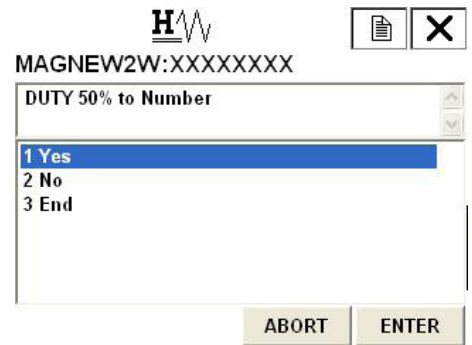 H
MAGNEW2W:XXXXXXXX
DUTY 50% to Number
1 Yes
2 No
3 End
ABORT ENTER